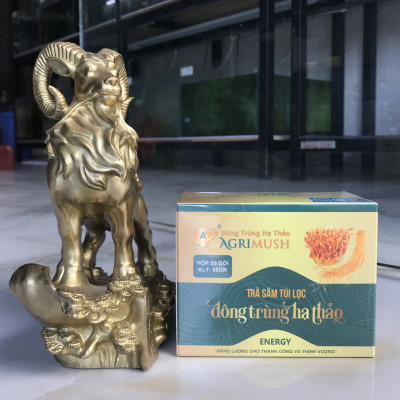 Đông Trùng Hạ Thảo
AGRIMUSH
HỘP 30 GÓI
KLT: 60GR
TRÀ SÂM TÚI LỌC
đông trùng hạ thảo
ENERGY
"NĂNG LƯỢNG CHO THÀNH CÔNG VÀ THỊNH VƯỢNG"